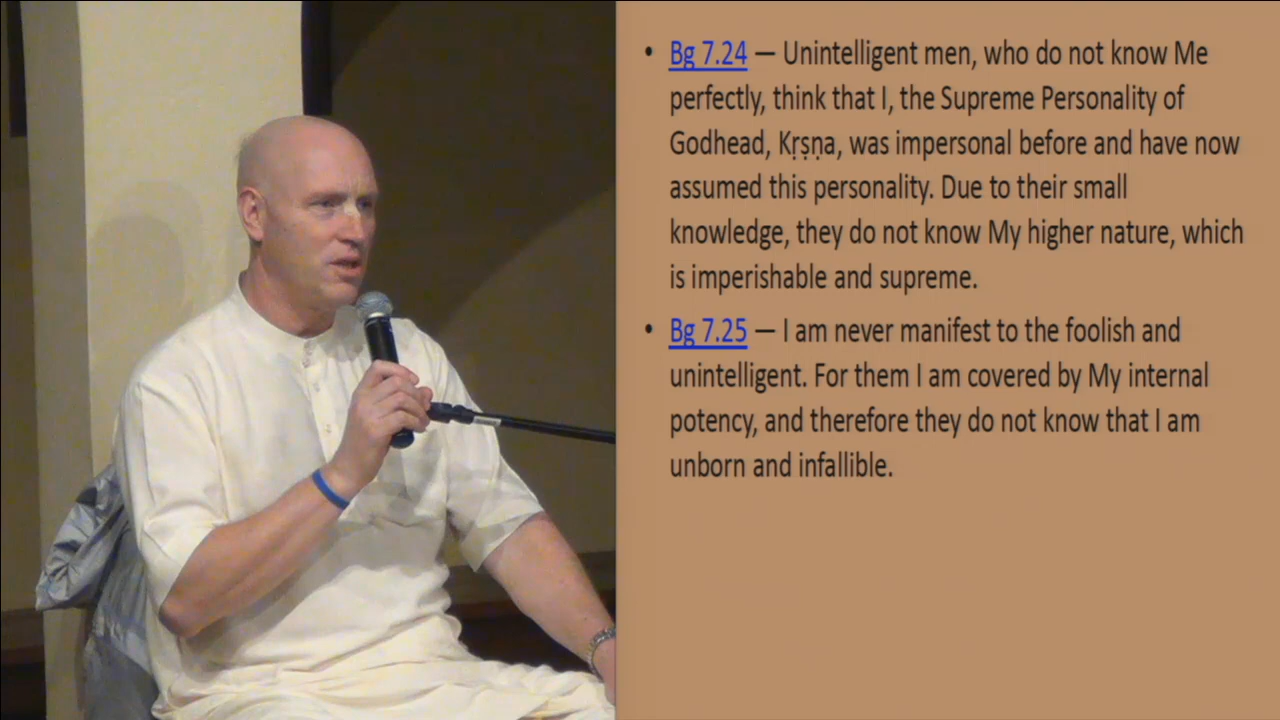 • Bg 7.24 — Unintelligent men, who do not know Me
perfectly, think that I, the Supreme Personality of
Godhead, Kṛṣṇa, was impersonal before and have now
assumed this personality. Due to their small
knowledge, they do not know My higher nature, which
is imperishable and supreme.
• Bg 7.25 — I am never manifest to the foolish and
unintelligent. For them I am covered by My internal
potency, and therefore they do not know that I am
unborn and infallible.